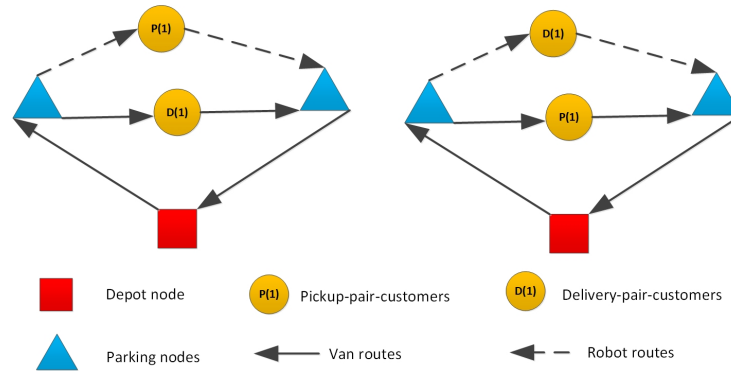 P(1)
D(1)
D(1)
P(1)
Depot node
P(1)
Pickup-pair-customers
D(1)
Delivery-pair-customers
Parking nodes
Van routes
Robot routes